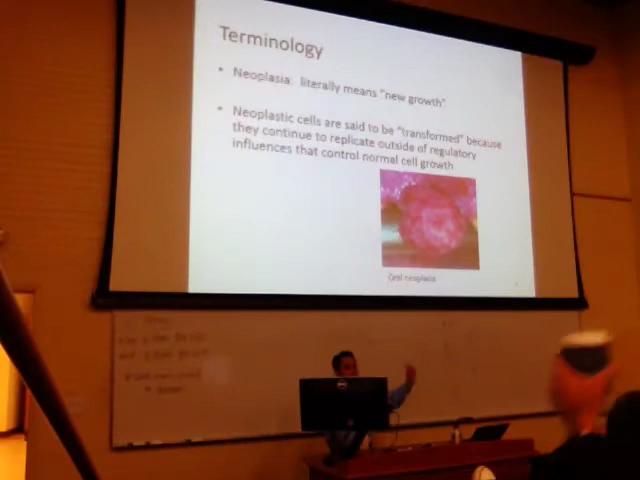 Terminology
• Neoplasia: literally means "new growth"
• Neoplastic cells are said to be "transformed" because
they continue to replicate outside of regulatory
influences that control normal cell growth
Oral neoplasia